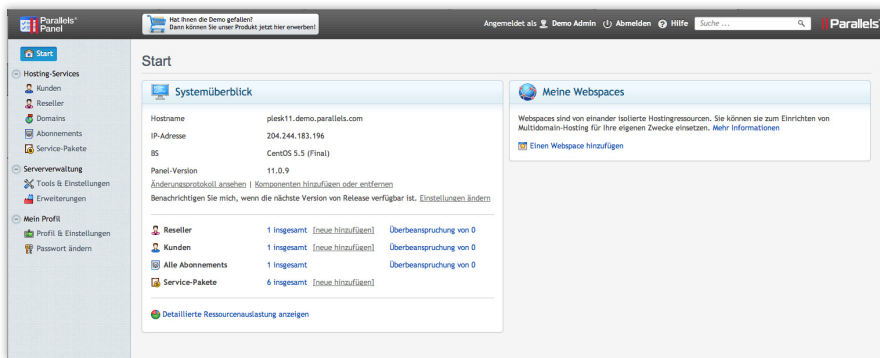 Parallels®
Panel
Hat Ihnen die Demo gefallen?
Dann können Sie unser Produkt jetzt hier erwerben!
Angemeldet als Demo Admin Abmelden Hilfe Suche ...
Parallels®
Start
Hosting-Services
Kunden
Reseller
Domains
Abonnements
Service-Pakete
Serververwaltung
Tools & Einstellungen
Erweiterungen
Mein Profil
Profil & Einstellungen
Passwort ändern
Start
Systemüberblick
Hostname plesk11.demo.parallels.com
IP-Adresse 204.244.183.196
BS CentOS 5.5 (Final)
Panel-Version 11.0.9
Änderungsprotokoll ansehen | Komponenten hinzufügen oder entfernen
Benachrichtigen Sie mich, wenn die nächste Version von Release verfügbar ist. Einstellungen ändern
Reseller 1 insgesamt [neue hinzufügen] Überbeanspruchung von 0
Kunden 1 insgesamt [neue hinzufügen] Überbeanspruchung von 0
Alle Abonnements 1 insgesamt Überbeanspruchung von 0
Service-Pakete 6 insgesamt [neue hinzufügen]
Detaillierte Ressourcenauslastung anzeigen
Meine Webspaces
Webspaces sind von einander isolierte Hostingressourcen. Sie können sie zum Einrichten von
Multidomain-Hosting für Ihre eigenen Zwecke einsetzen. Mehr Informationen
Einen Webspace hinzufügen